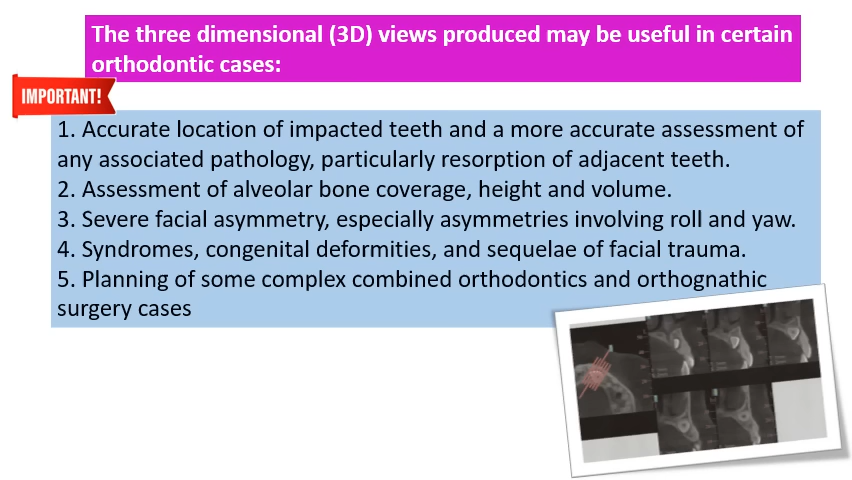 The three dimensional (3D) views produced may be useful in certain
orthodontic cases:
IMPORTANT!
1. Accurate location of impacted teeth and a more accurate assessment of
any associated pathology, particularly resorption of adjacent teeth.
2. Assessment of alveolar bone coverage, height and volume.
3. Severe facial asymmetry, especially asymmetries involving roll and yaw.
4. Syndromes, congenital deformities, and sequelae of facial trauma.
5. Planning of some complex combined orthodontics and orthognathic
surgery cases